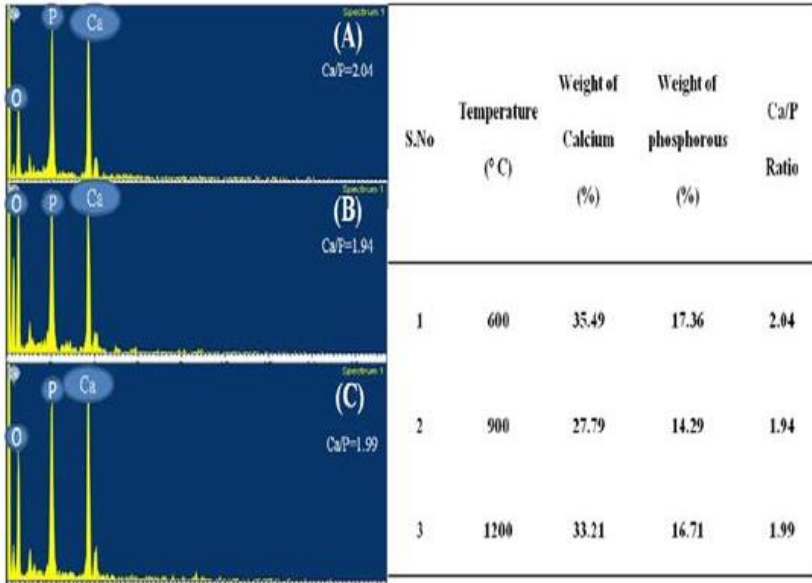 Spectrum 1
P
Ca
(A)
Ca/P=2.04
O
Spectrum 1
O
P
Ca
(B)
Ca/P=1.94
Spectrum 1
P
Ca
(C)
O
Ca/P=1.99
S.No
Temperature
(° C)
Weight of
Calcium
(%)
Weight of
phosphorous
(%)
Ca/P
Ratio
1 600 35.49 17.36 2.04
2 900 27.79 14.29 1.94
3 1200 33.21 16.71 1.99